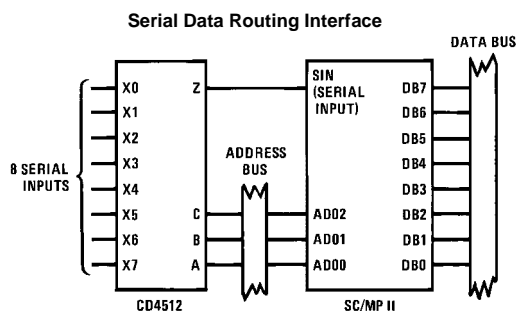 Serial Data Routing Interface
DATA BUS
8 SERIAL
INPUTS
X0
X1
X2
X3
X4
X5
X6
X7
Z
C
B
A
CD4512
ADDRESS
BUS
SIN
(SERIAL
INPUT)
AD02
AD01
AD00
DB7
DB6
DB5
DB4
DB3
DB2
DB1
DB0
SC/MP II